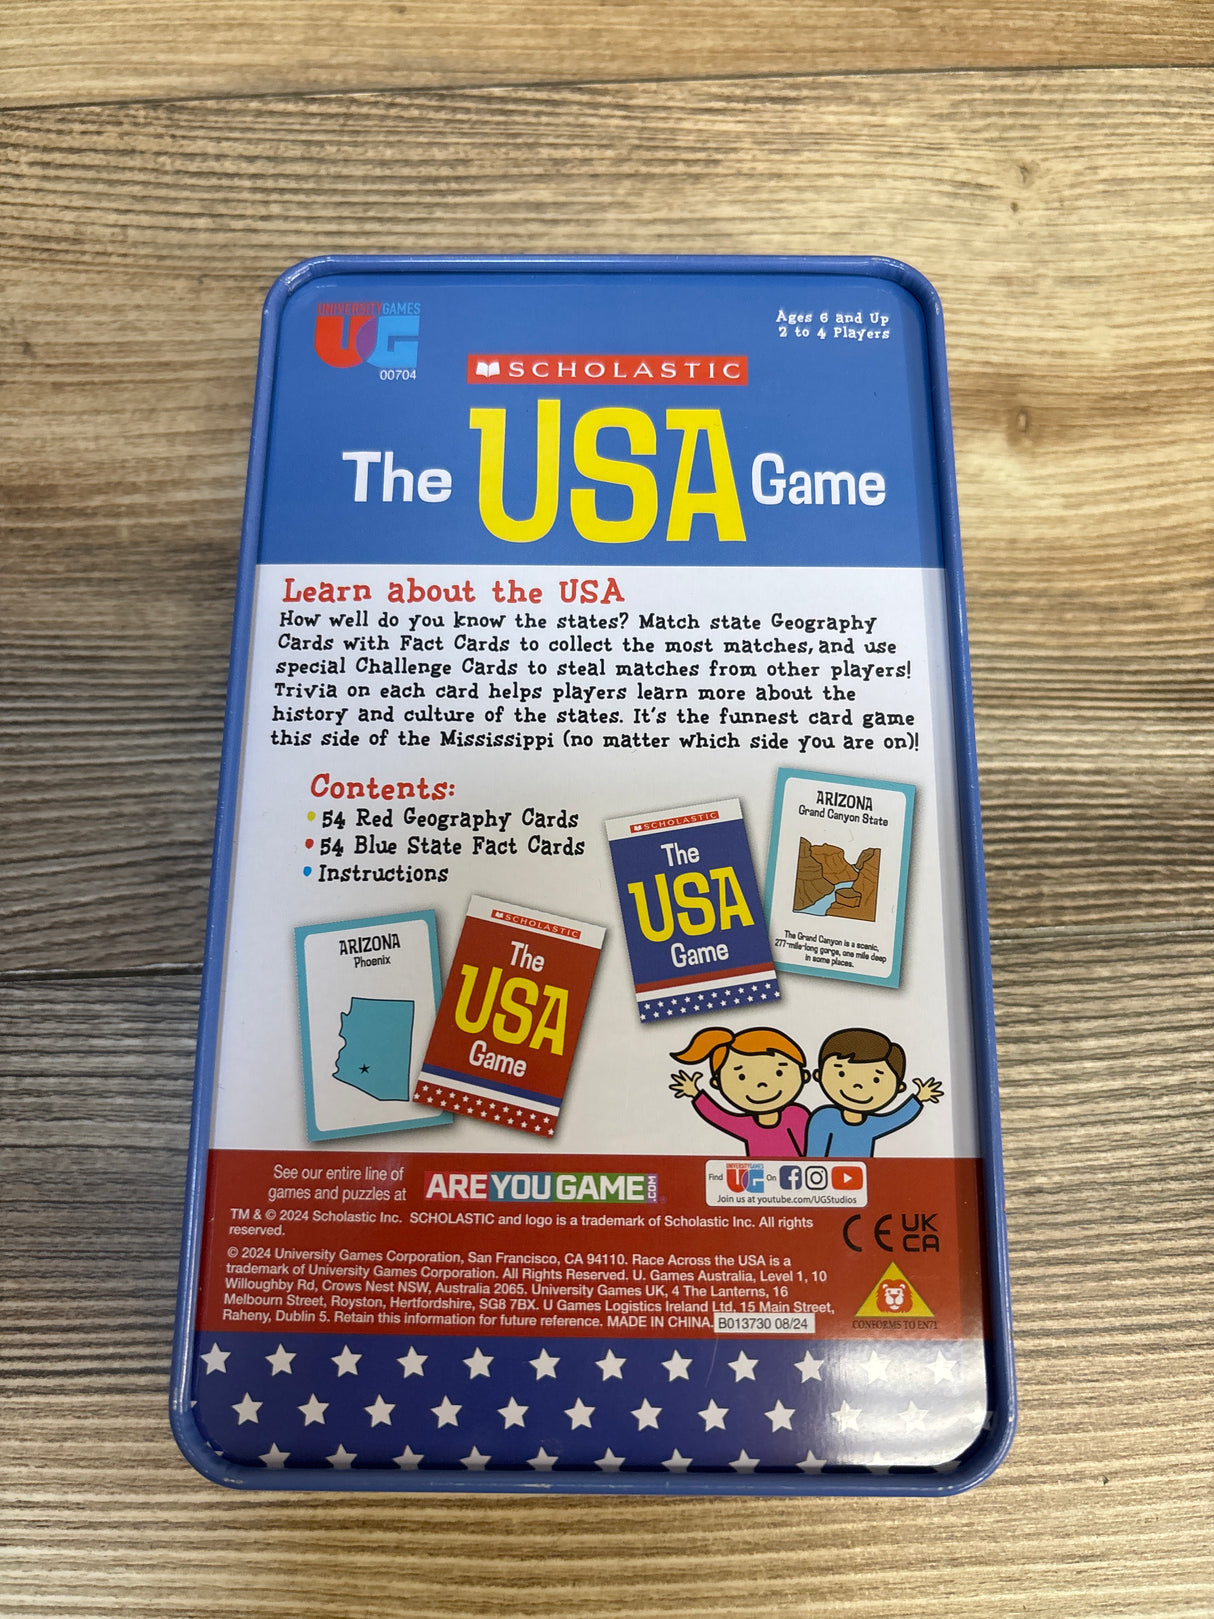 UNIVERSITY GAMES
UG
00704
Ages 6 and Up
2 to 4 Players
SCHOLASTIC
The USA Game
Learn about the USA
How well do you know the states? Match state Geography
Cards with Fact Cards to collect the most matches, and use
special Challenge Cards to steal matches from other players!
Trivia on each card helps players learn more about the
history and culture of the states. It's the funnest card game
this side of the Mississippi (no matter which side you are on)!
Contents:
• 54 Red Geography Cards
• 54 Blue State Fact Cards
• Instructions
SCHOLASTIC
The
USA
Game
ARIZONA
Grand Canyon State
The Grand Canyon is a scenic,
277-mile-long gorge, one mile deep
in some places.
ARIZONA
Phoenix
SCHOLASTIC
The
USA
Game
See our entire line of
games and puzzles at
AREYOUGAME.COM
Find UNIVERSITY GAMES UG On
Join us at youtube.com/UGStudios
TM & © 2024 Scholastic Inc. SCHOLASTIC and logo is a trademark of Scholastic Inc. All rights
reserved.
CE UK
CA
© 2024 University Games Corporation, San Francisco, CA 94110. Race Across the USA is a
trademark of University Games Corporation. All Rights Reserved. U. Games Australia, Level 1, 10
Willoughby Rd, Crows Nest NSW, Australia 2065. University Games UK, 4 The Lanterns, 16
Melbourn Street, Royston, Hertfordshire, SG8 7BX. U Games Logistics Ireland Ltd, 15 Main Street,
Raheny, Dublin 5. Retain this information for future reference. MADE IN CHINA. B013730 08/24
CONFORMS TO EN71